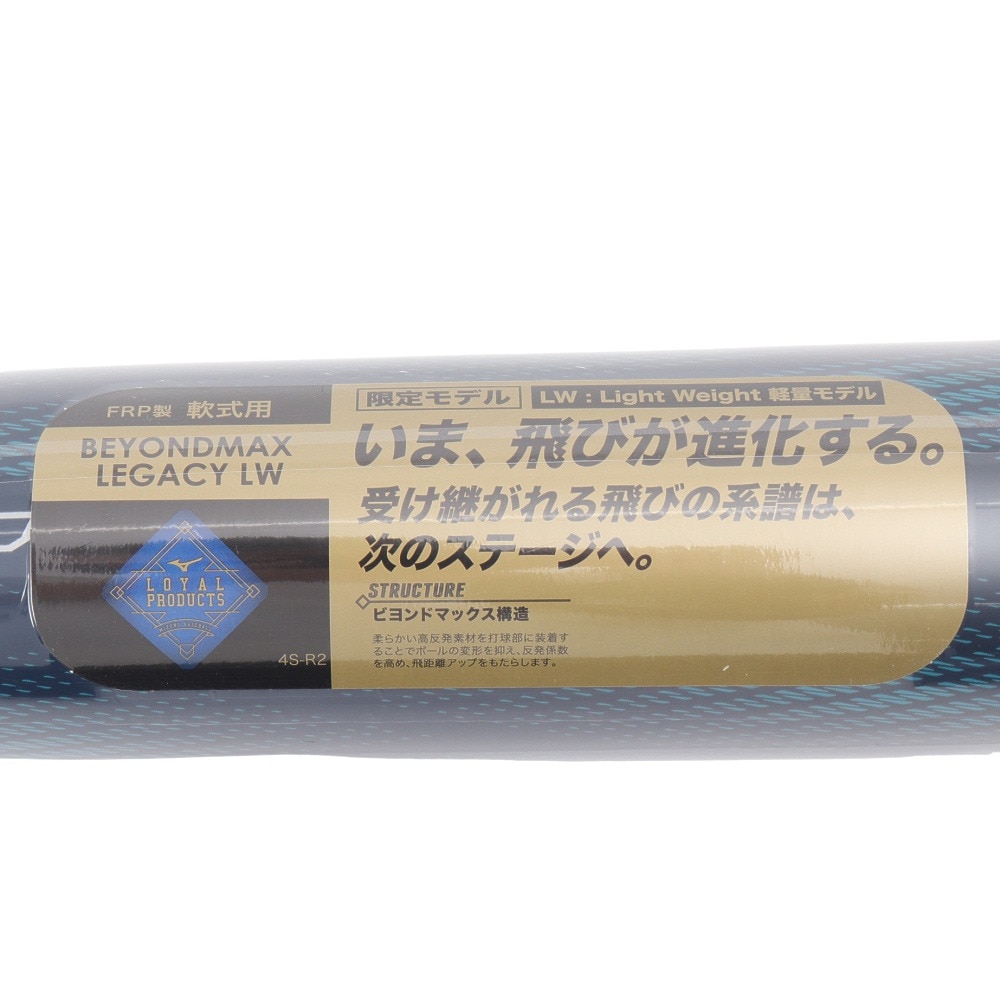 FRP製 軟式用
BEYONDMAX
LEGACY LW
LOYAL
PRODUCTS
4S-R2
限定モデル
LW : Light Weight 軽量モデル
いま、飛びが進化する。
受け継がれる飛びの系譜は、
次のステージへ。
STRUCTURE
ビヨンドマックス構造
柔らかい高反発素材を打球部に装着す
ることでボールの変形を抑え、反発係数
を高め、飛距離アップをもたらします。